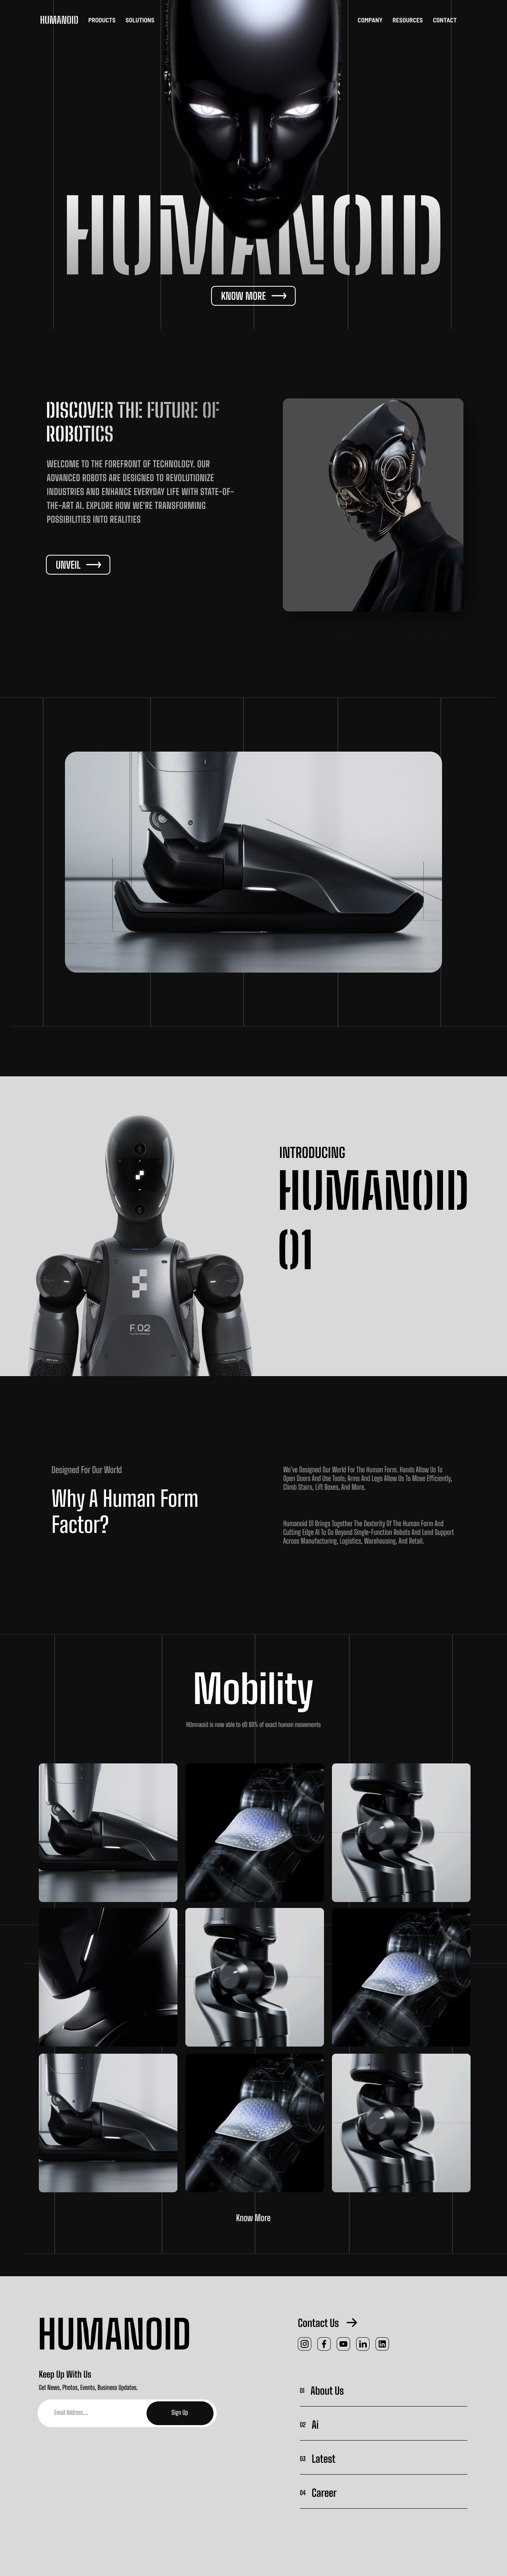 HUMANOID
PRODUCTS
SOLUTIONS
COMPANY
RESOURCES
CONTACT
HUMANOID
KNOW MORE
DISCOVER THE FUTURE OF
ROBOTICS
WELCOME TO THE FOREFRONT OF TECHNOLOGY. OUR
ADVANCED ROBOTS ARE DESIGNED TO REVOLUTIONIZE
INDUSTRIES AND ENHANCE EVERYDAY LIFE WITH STATE-OF-
THE-ART AI. EXPLORE HOW WE'RE TRANSFORMING
POSSIBILITIES INTO REALITIES
UNVEIL
INTRODUCING
HUMANOID
01
F.02
Designed For Our World
Why A Human Form
Factor?
We've Designed Our World For The Human Form. Hands Allow Us To
Open Doors And Use Tools; Arms And Legs Allow Us To Move Efficiently,
Climb Stairs, Lift Boxes, And More.
Humanoid 01 Brings Together The Dexterity Of The Human Form And
Cutting Edge AI To Go Beyond Single-Function Robots And Lend Support
Across Manufacturing, Logistics, Warehousing, And Retail.
Mobility
is now able to d0 80% of exact human movements
Know More
HUMANOID
Keep Up With Us
Get News, Photos, Events, Business Updates.
Email Address....
Sign Up
Contact Us
01 About Us
02 Ai
03 Latest
04 Career